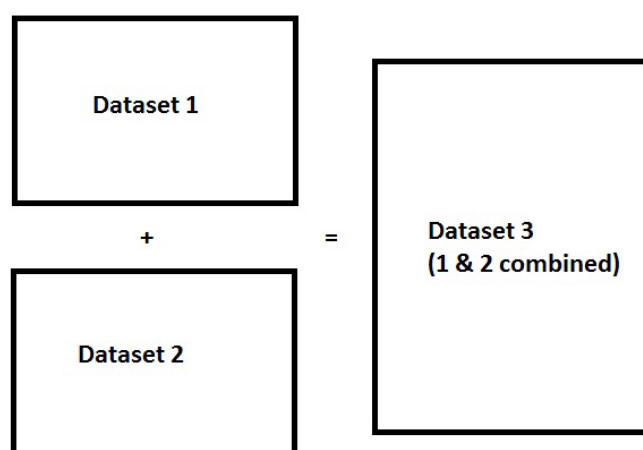 Dataset 1
+
=
Dataset 2
Dataset 3
(1 & 2 combined)